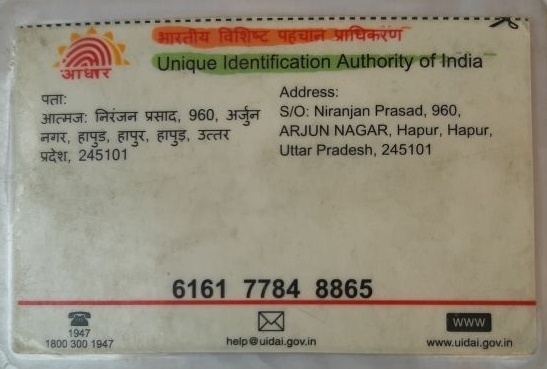 भारतीय विशिष्ट पहचान प्राधिकरण
Unique Identification Authority of India
आधार
पता:
आत्मज: निरंजन प्रसाद, 960, अर्जुन
नगर, हापुड़, हापुर, हापुड़, उत्तर
प्रदेश, 245101
Address:
S/O: Niranjan Prasad, 960,
ARJUN NAGAR, Hapur, Hapur,
Uttar Pradesh, 245101
6161 7784 8865
1947
1800 300 1947
help@uidai.gov.in
www
www.uidai.gov.in